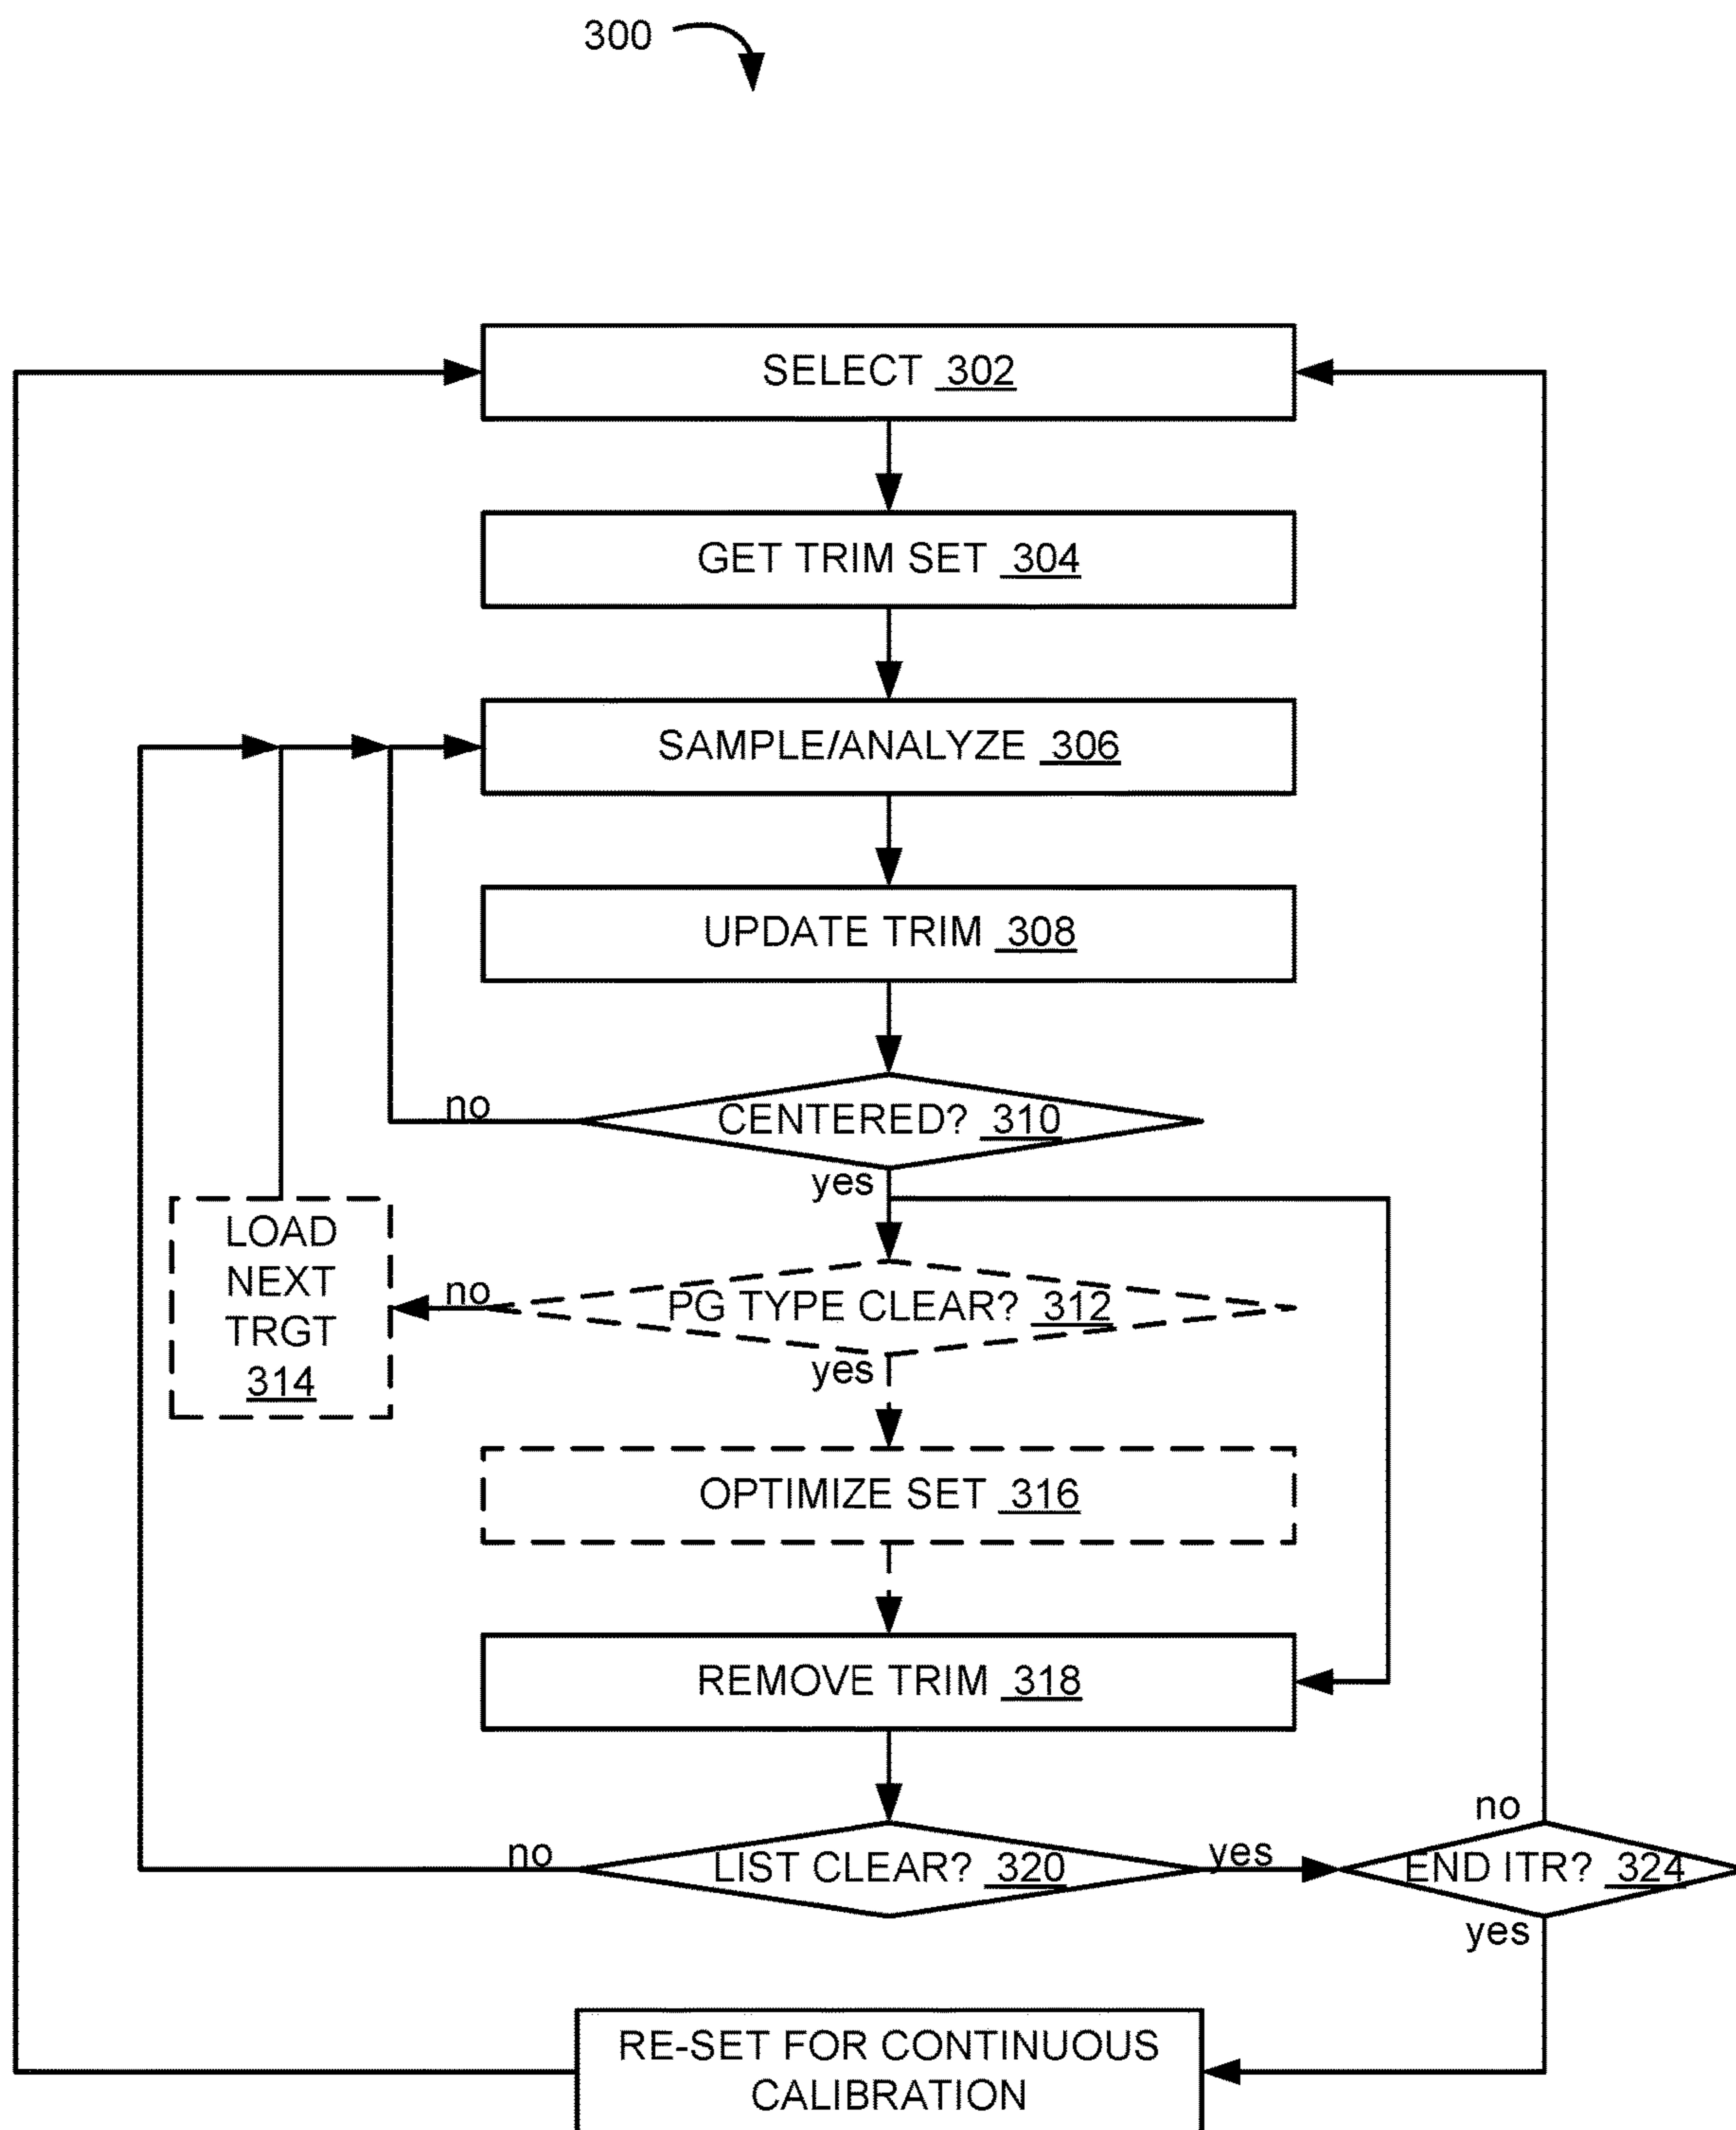 300
SELECT 302
GET TRIM SET 304
SAMPLE/ANALYZE 306
UPDATE TRIM 308
no
CENTERED? 310
yes
LOAD
NEXT
TRGT
314
no
PG TYPE CLEAR? 312
yes
OPTIMIZE SET 316
REMOVE TRIM 318
no
LIST CLEAR? 320
yes
no
END ITR? 324
yes
RE-SET FOR CONTINUOUS
CALIBRATION